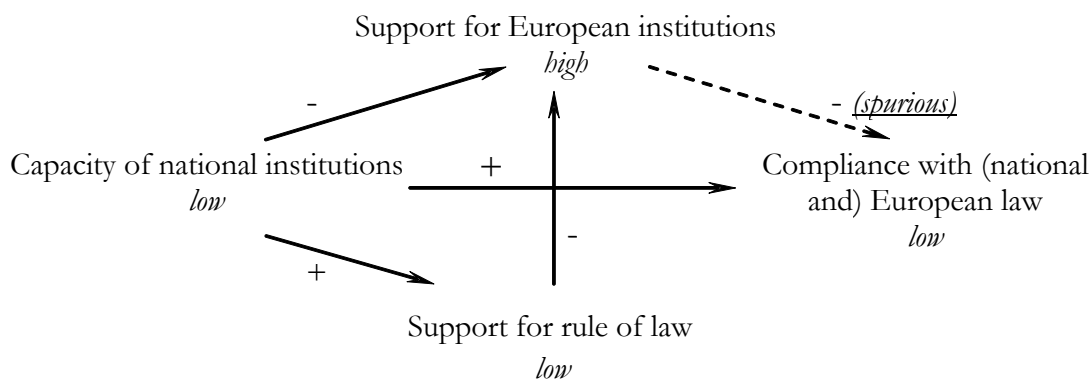 Support for European institutions
high
-
- (spurious)
Capacity of national institutions
low
+
Compliance with (national
and) European law
low
-
+
Support for rule of law
low